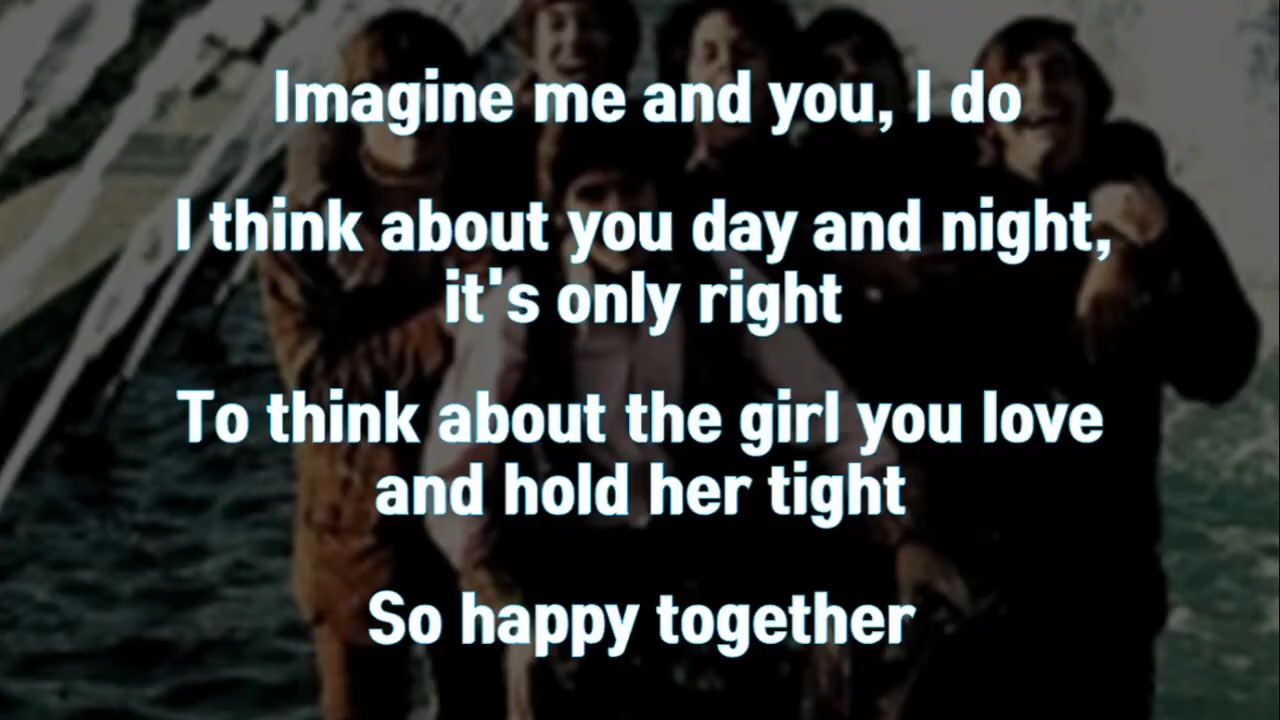 Imagine me and you, I do
I think about you day and night,
it's only right
To think about the girl you love
and hold her tight
So happy together